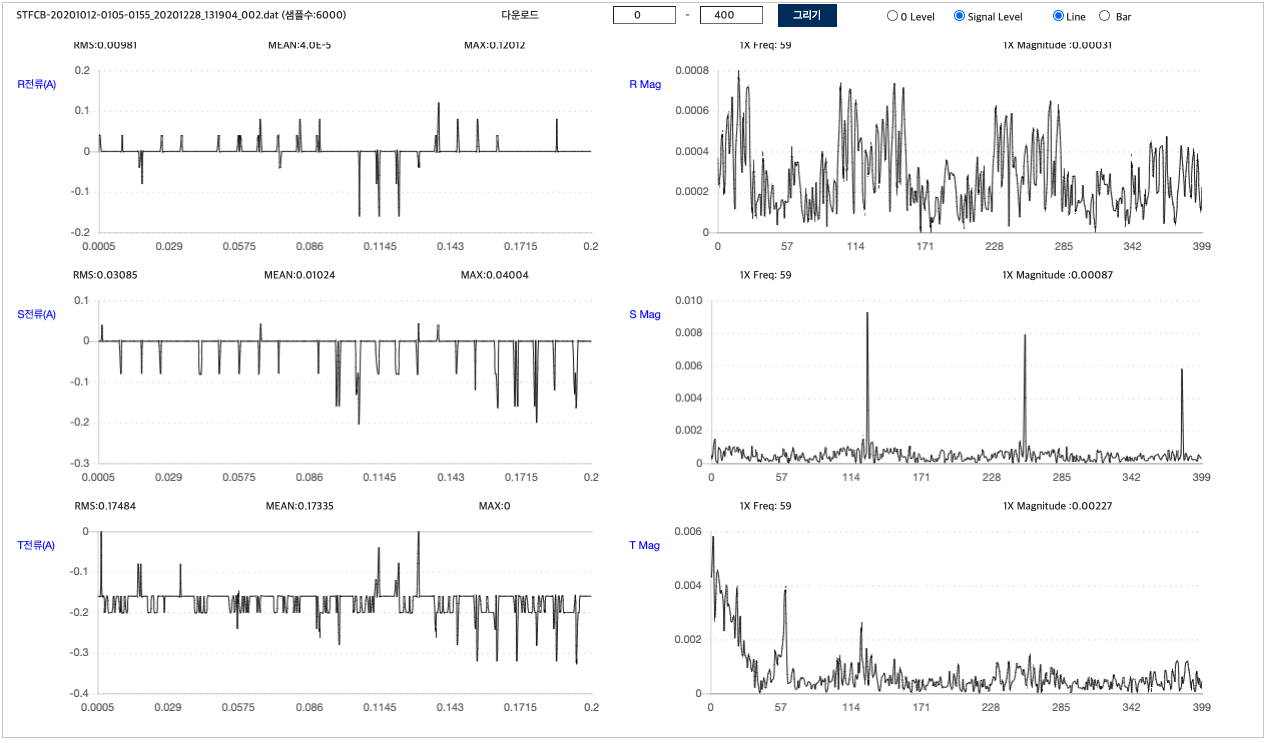 STFCB-20201012-0105-0155_20201228_131904_002.dat (샘플수:6000) 다운로드 0 - 400 그리기 0 Level Signal Level Line Bar
RMS:0.00981 MEAN:4.0E-5 MAX:0.12012 1X Freq: 59 1X Magnitude :0.00031
R전류(A)
0.2
0.1
0
-0.1
-0.2
0.0005 0.029 0.0575 0.086 0.1145 0.143 0.1715 0.2
R Mag
0.0008
0.0006
0.0004
0.0002
0
0 57 114 171 228 285 342 399
RMS:0.03085 MEAN:0.01024 MAX:0.04004 1X Freq: 59 1X Magnitude :0.00087
S전류(A)
0.1
0
-0.1
-0.2
-0.3
0.0005 0.029 0.0575 0.086 0.1145 0.143 0.1715 0.2
S Mag
0.010
0.008
0.006
0.004
0.002
0
0 57 114 171 228 285 342 399
RMS:0.17484 MEAN:0.17335 MAX:0 1X Freq: 59 1X Magnitude :0.00227
T전류(A)
0
-0.1
-0.2
-0.3
-0.4
0.0005 0.029 0.0575 0.086 0.1145 0.143 0.1715 0.2
T Mag
0.006
0.004
0.002
0
0 57 114 171 228 285 342 399